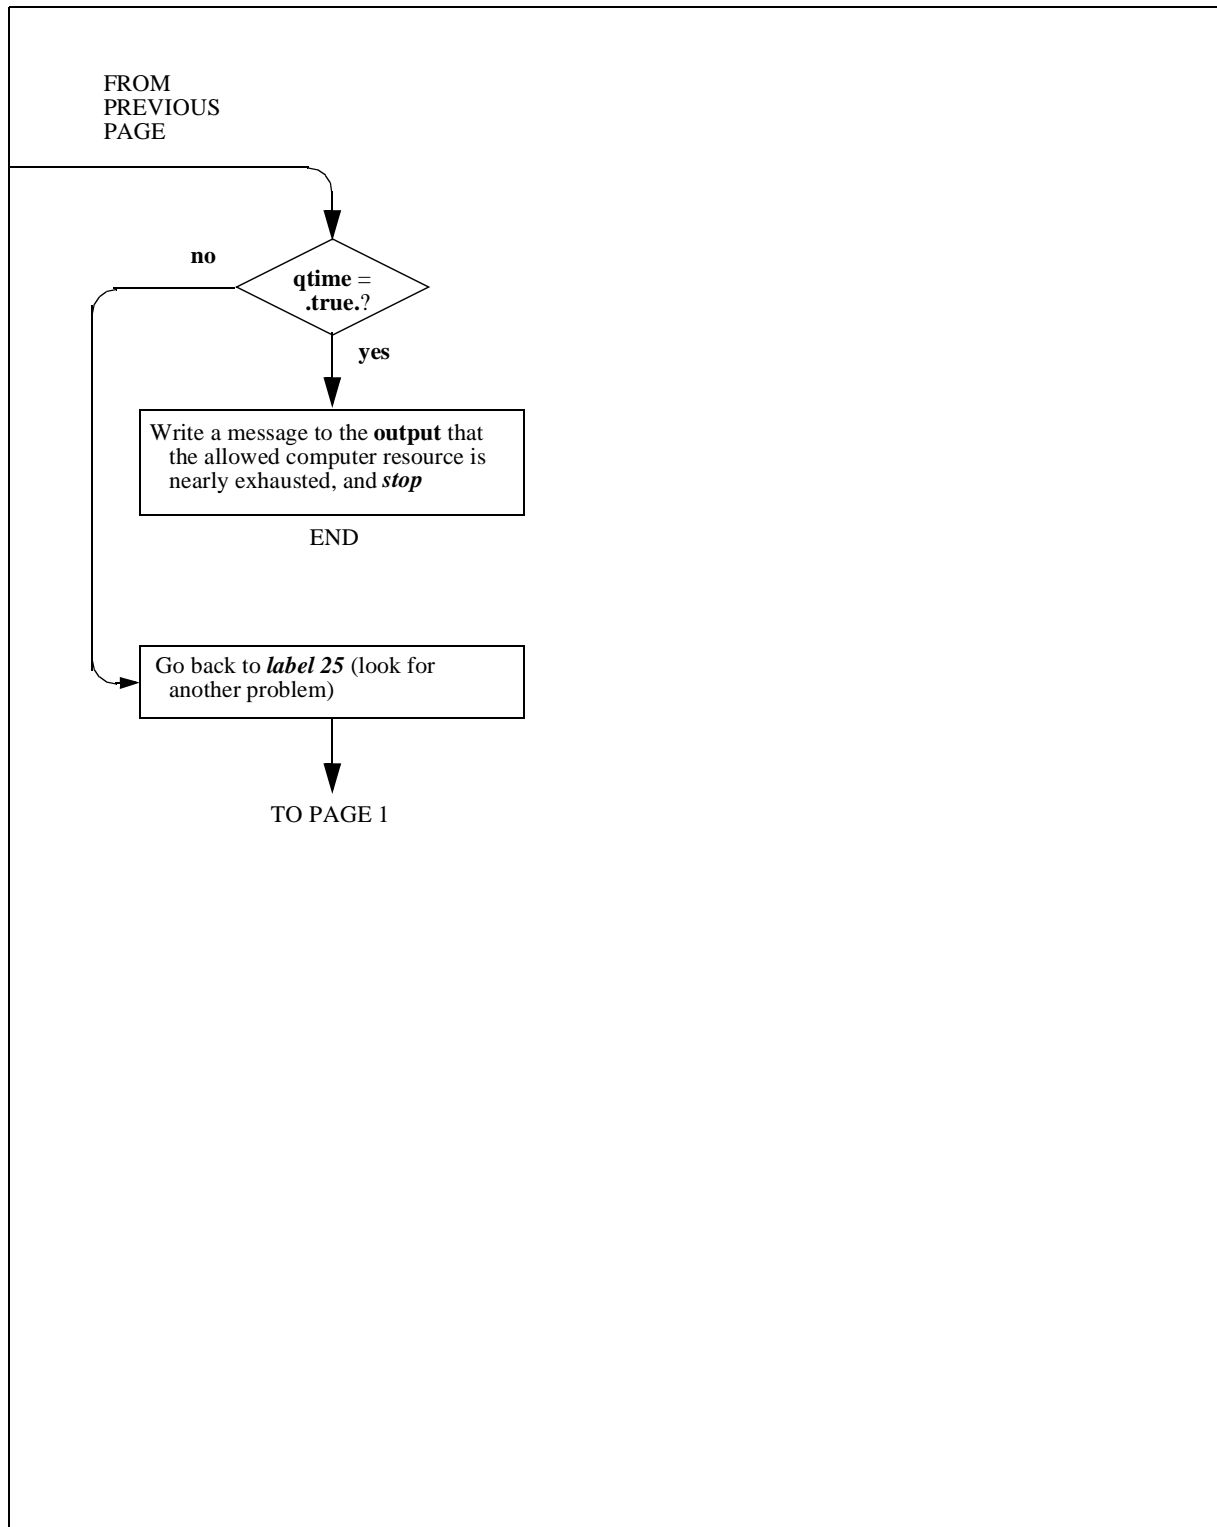 FROM
PREVIOUS
PAGE
no
qtime =
.true.?
yes
Write a message to the output that
the allowed computer resource is
nearly exhausted, and stop
END
Go back to label 25 (look for
another problem)
TO PAGE 1